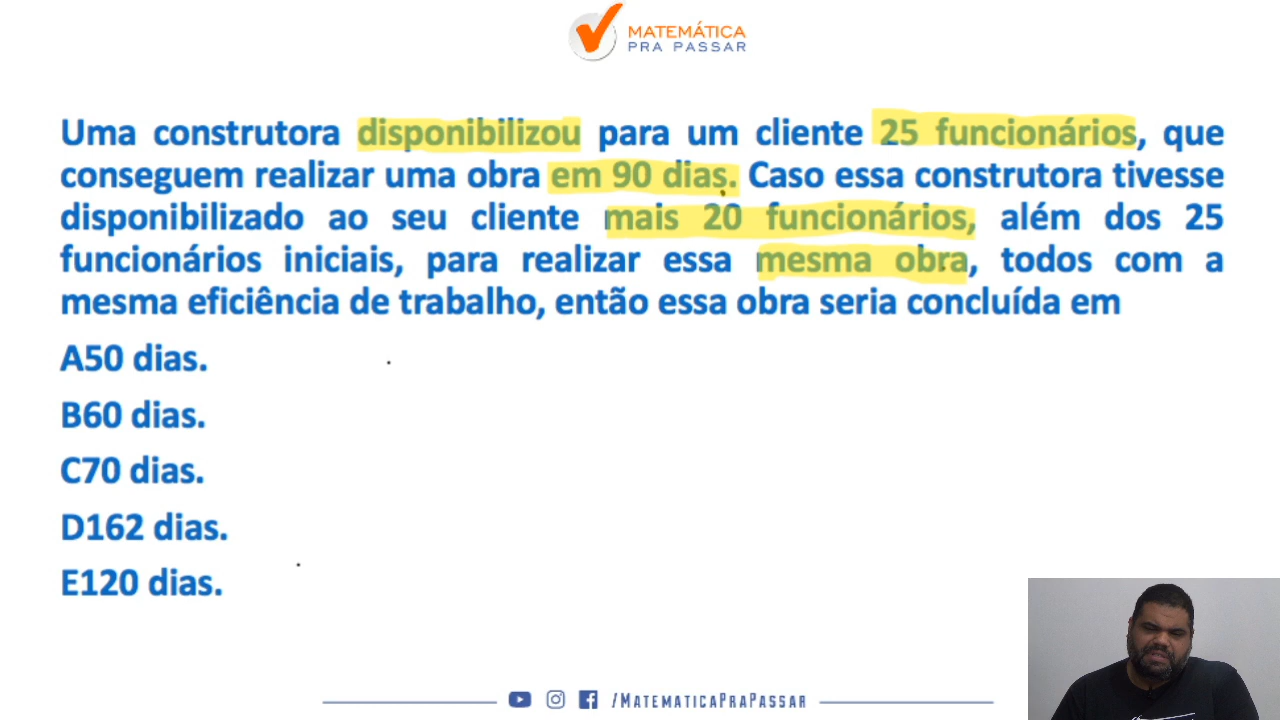 MATEMÁTICA
PRA PASSAR
Uma construtora disponibilizou para um cliente 25 funcionários, que
conseguem realizar uma obra em 90 dias. Caso essa construtora tivesse
disponibilizado ao seu cliente mais 20 funcionários, além dos 25
funcionários iniciais, para realizar essa mesma obra, todos com a
mesma eficiência de trabalho, então essa obra seria concluída em
A50 dias.
B60 dias.
C70 dias.
D162 dias.
E120 dias.
/MATEMATICAPRAPASSAR